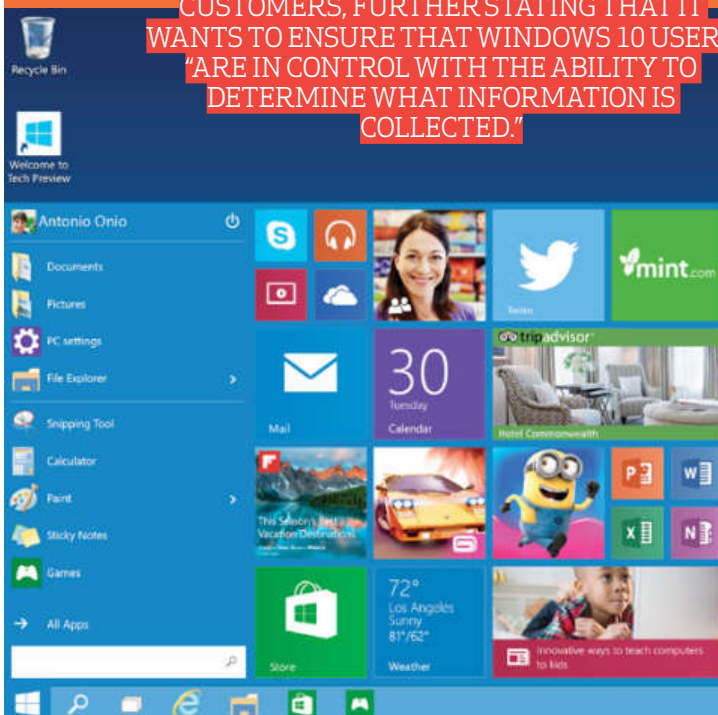 CUSTOMERS, FURTHER STATING THAT IT
WANTS TO ENSURE THAT WINDOWS 10 USER
“ARE IN CONTROL WITH THE ABILITY TO
DETERMINE WHAT INFORMATION IS
COLLECTED.”
Recycle Bin
Welcome to
Tech Preview
Antonio Onio
Documents
Pictures
PC settings
File Explorer
Snipping Tool
Calculator
Paint
Sticky Notes
Games
All Apps
S
Mail
30
Tuesday
Calendar
Twitter
mint.com
tripadvisor
Hotel Commonwealth
This Season's Best
Vacation Destinations
P
W
X
N
Store
72°
Los Angeles
Sunny
81°/62°
Weather
Innovative ways to teach computers
to kids